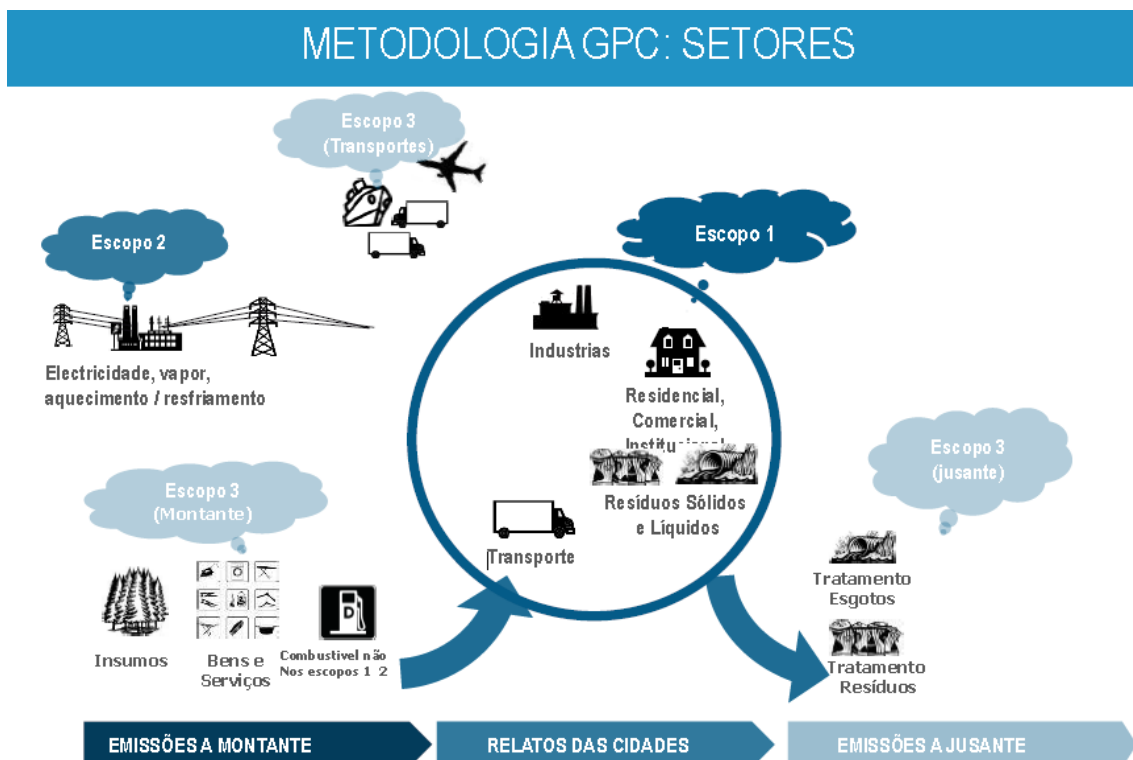 METODOLOGIA GPC: SETORES
Escopo 3
(Transportes)
Escopo 2
Escopo 1
Electricidade, vapor,
aquecimento / resfriamento
Industrias
Residencial,
Comercial,
Institucional
Resíduos Sólidos
e Líquidos
Transporte
Escopo 3
(Montante)
Insumos
Bens e
Serviços
D
Combustivel não
Nos escopos 1 2
Escopo 3
(jusante)
Tratamento
Esgotos
Tratamento
Resíduos
EMISSÕES A MONTANTE
RELATOS DAS CIDADES
EMISSÕES A JUSANTE